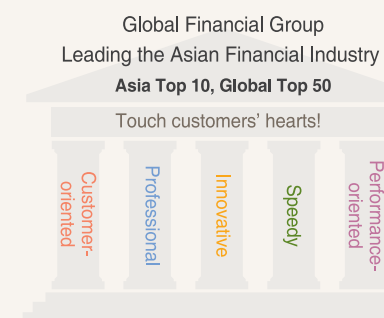 Global Financial Group
Leading the Asian Financial Industry
Asia Top 10, Global Top 50
Touch customers’ hearts!
Customer-
oriented
Professional
Innovative
Speedy
Performance-
oriented